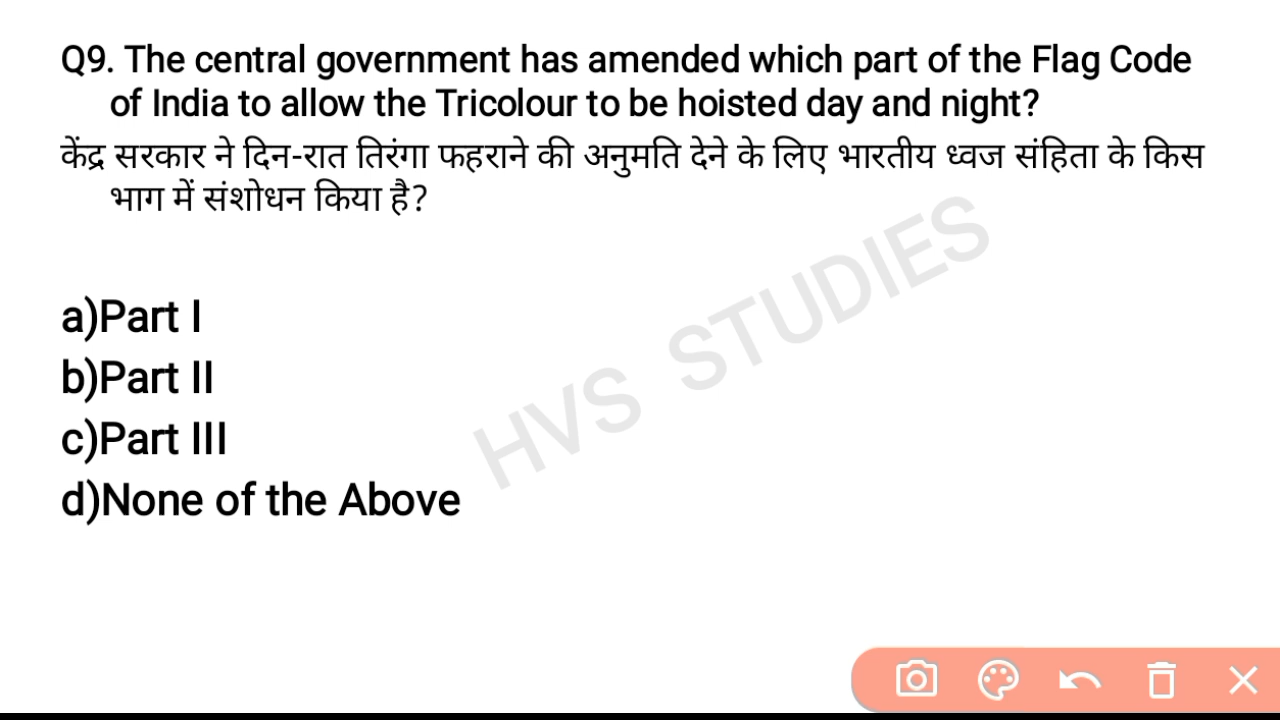 Q9. The central government has amended which part of the Flag Code
of India to allow the Tricolour to be hoisted day and night?
केंद्र सरकार ने दिन-रात तिरंगा फहराने की अनुमति देने के लिए भारतीय ध्वज संहिता के किस
भाग में संशोधन किया है?
HVS STUDIES
a)Part I
b)Part II
c)Part III
d)None of the Above